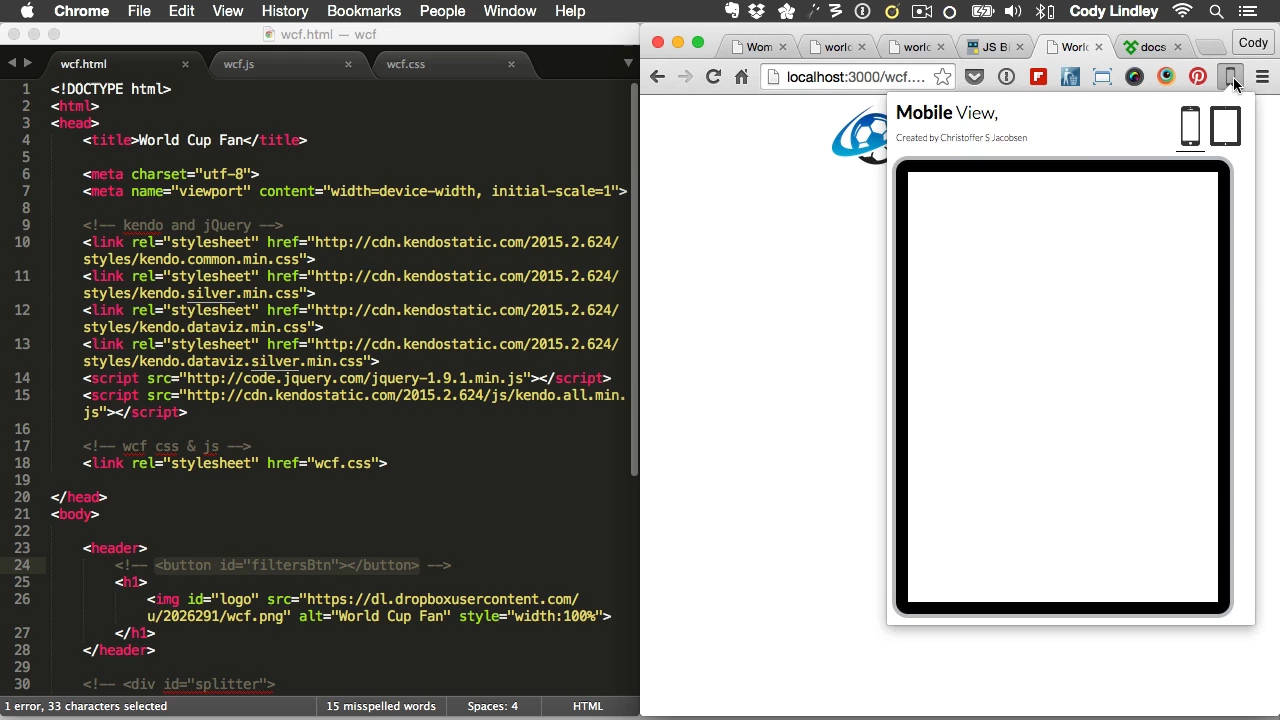 Chrome File Edit View History Bookmarks People Window Help Cody Lindley
wcf.html — wcf
wcf.html
wcf.js
wcf.css
1 <!DOCTYPE html>
2 <html>
3 <head>
4 <title>World Cup Fan</title>
5
6 <meta charset="utf-8">
7 <meta name="viewport" content="width=device-width, initial-scale=1">
8
9 <!-- kendo and jQuery -->
10 <link rel="stylesheet" href="http://cdn.kendostatic.com/2015.2.624/
styles/kendo.common.min.css">
11 <link rel="stylesheet" href="http://cdn.kendostatic.com/2015.2.624/
styles/kendo.silver.min.css">
12 <link rel="stylesheet" href="http://cdn.kendostatic.com/2015.2.624/
styles/kendo.dataviz.min.css">
13 <link rel="stylesheet" href="http://cdn.kendostatic.com/2015.2.624/
styles/kendo.dataviz.silver.min.css">
14 <script src="http://code.jquery.com/jquery-1.9.1.min.js"></script>
15 <script src="http://cdn.kendostatic.com/2015.2.624/js/kendo.all.min.
js"></script>
16
17 <!-- wcf css & js -->
18 <link rel="stylesheet" href="wcf.css">
19
20 </head>
21 <body>
22
23 <header>
24 <!-- <button id="filtersBtn"></button> -->
25 <h1>
26 <img id="logo" src="https://dl.dropboxusercontent.com/
u/2026291/wcf.png" alt="World Cup Fan" style="width:100%">
27 </h1>
28 </header>
29
30 <!-- <div id="splitter">
1 error, 33 characters selected 15 misspelled words Spaces: 4 HTML
Wom worlc worlc JS Bi Worl docs Cody
localhost:3000/wcf....
Mobile View,
Created by Christoffer S Jacobsen